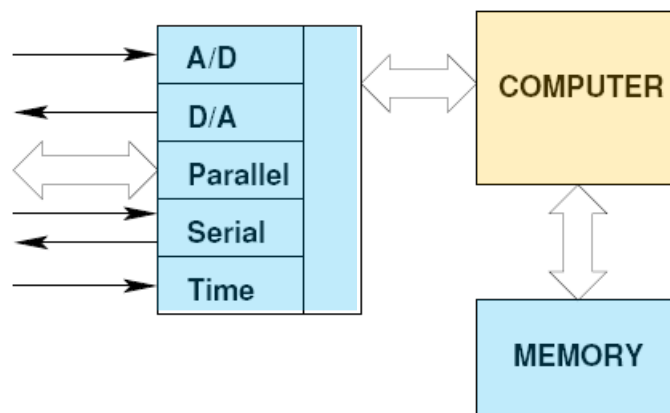 A/D
D/A
Parallel
Serial
Time
COMPUTER
MEMORY